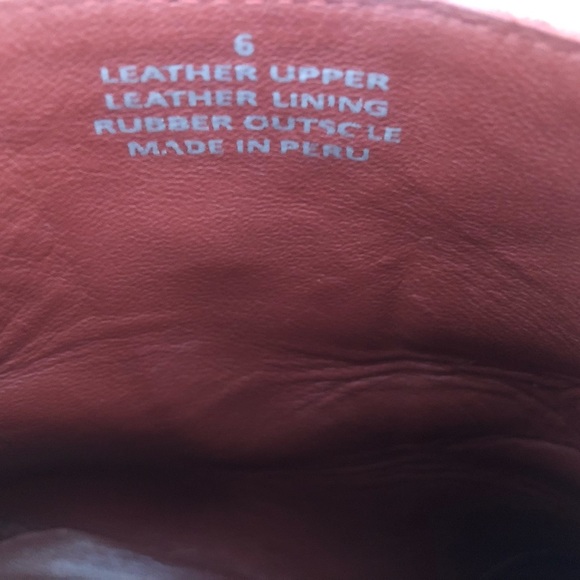 6
LEATHER UPPER
LEATHER LINING
RUBBER OUTSOLE
MADE IN PERU